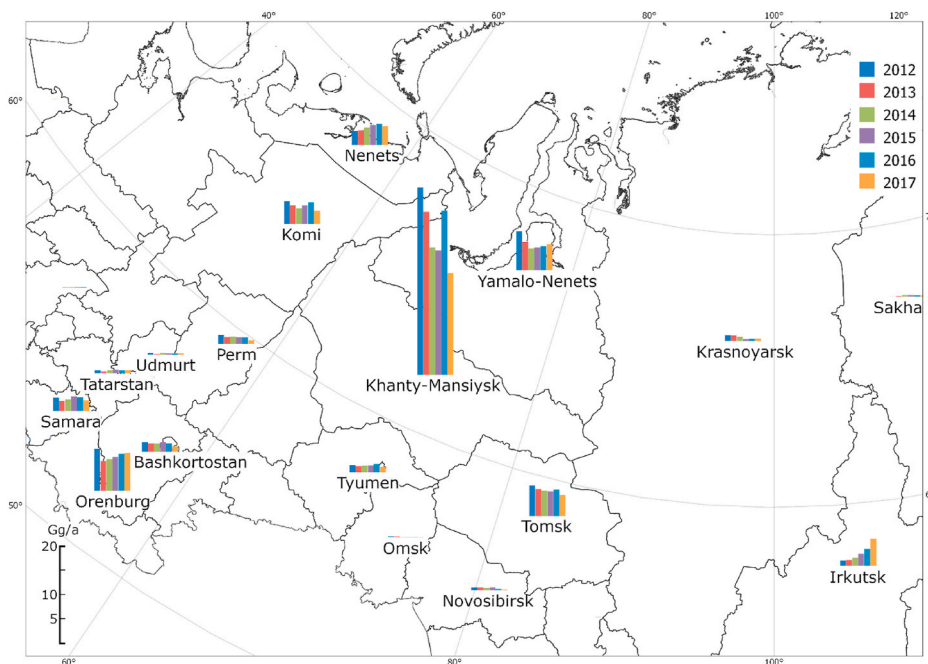 40°
60°
80°
100°
120°
2012
2013
2014
2015
2016
2017
60°
Nenets
Komi
Yamalo-Nenets
Sakha
Perm
Krasnoyarsk
Udmurt
Khanty-Mansiysk
Tatarstan
Samara
Bashkortostan
Tyumen
Orenburg
50°
Tomsk
Gg/a
20
Omsk
Irkutsk
10
Novosibirsk
5
60°
80°
100°